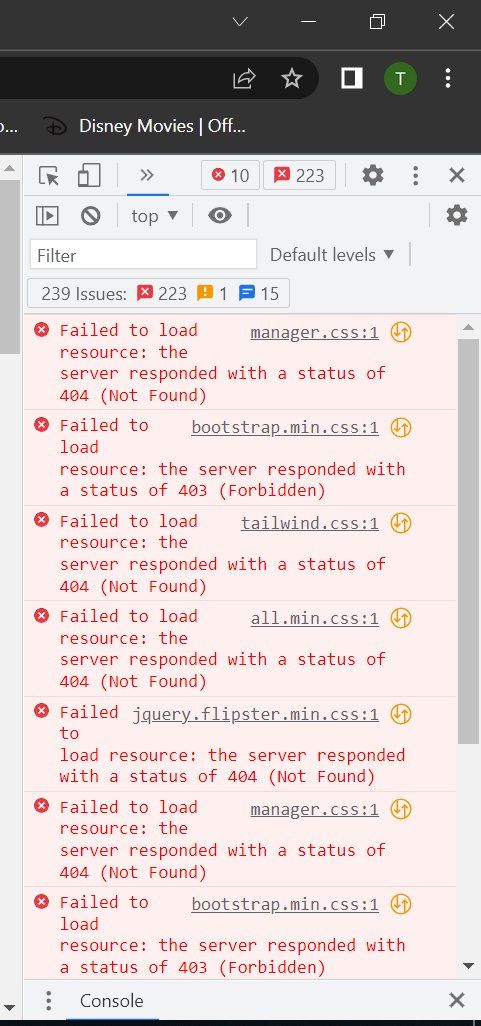 T
o...
Disney Movies | Off...
10
223
top
Filter
Default levels
239 Issues:
223
1
15
Failed to load
manager.css:1
resource: the
server responded with a status of
404 (Not Found)
Failed to
bootstrap.min.css:1
load
resource: the server responded with
a status of 403 (Forbidden)
Failed to load
tailwind.css:1
resource: the
server responded with a status of
404 (Not Found)
Failed to load
all.min.css:1
resource: the
server responded with a status of
404 (Not Found)
Failed
jquery.flipster.min.css:1
to
load resource: the server responded
with a status of 404 (Not Found)
Failed to load
manager.css:1
resource: the
server responded with a status of
404 (Not Found)
Failed to
bootstrap.min.css:1
load
resource: the server responded with
a status of 403 (Forbidden)
Console